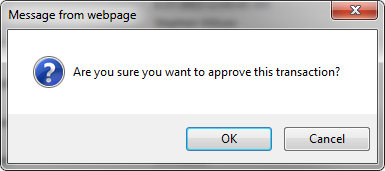 Message from webpage
Are you sure you want to approve this transaction?
OK
Cancel